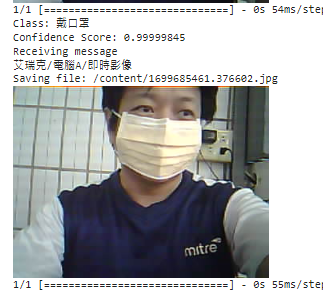 1/1 [==============================] - 0s 54ms/step
Class: 戴口罩
Confidence Score: 0.99999845
Receiving message
艾瑞克/電腦A/即時影像
Saving file: /content/1699685461.376602.jpg
mitre
1/1 [==============================] - 0s 55ms/step